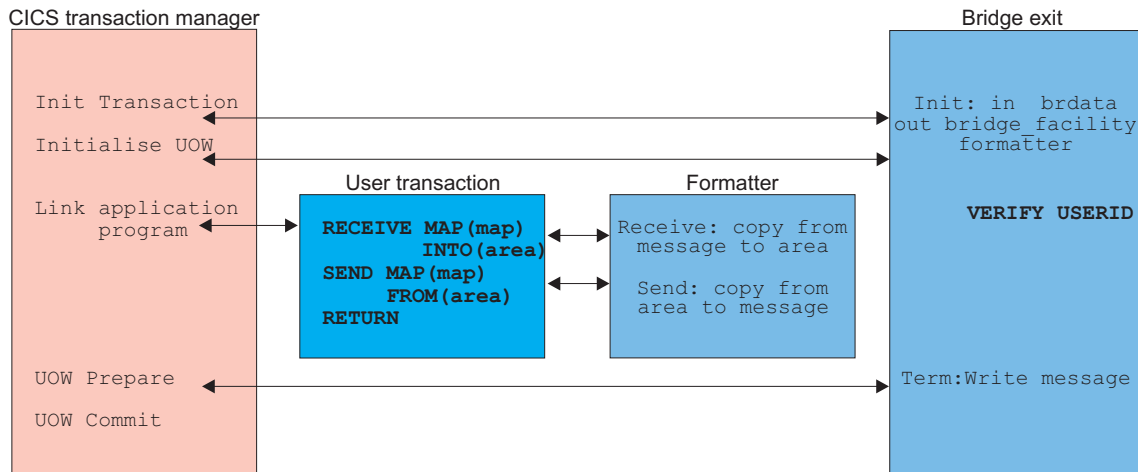 CICS transaction manager
Init Transaction
Initialise UOW
Link application
program
UOW Prepare
UOW Commit
User transaction
RECEIVE MAP(map)
INTO(area)
SEND MAP(map)
FROM(area)
RETURN
Formatter
Receive: copy from
message to area
Send: copy from
area to message
Bridge exit
Init: in brdata
out bridge_facility
formatter
VERIFY USERID
Term:Write message